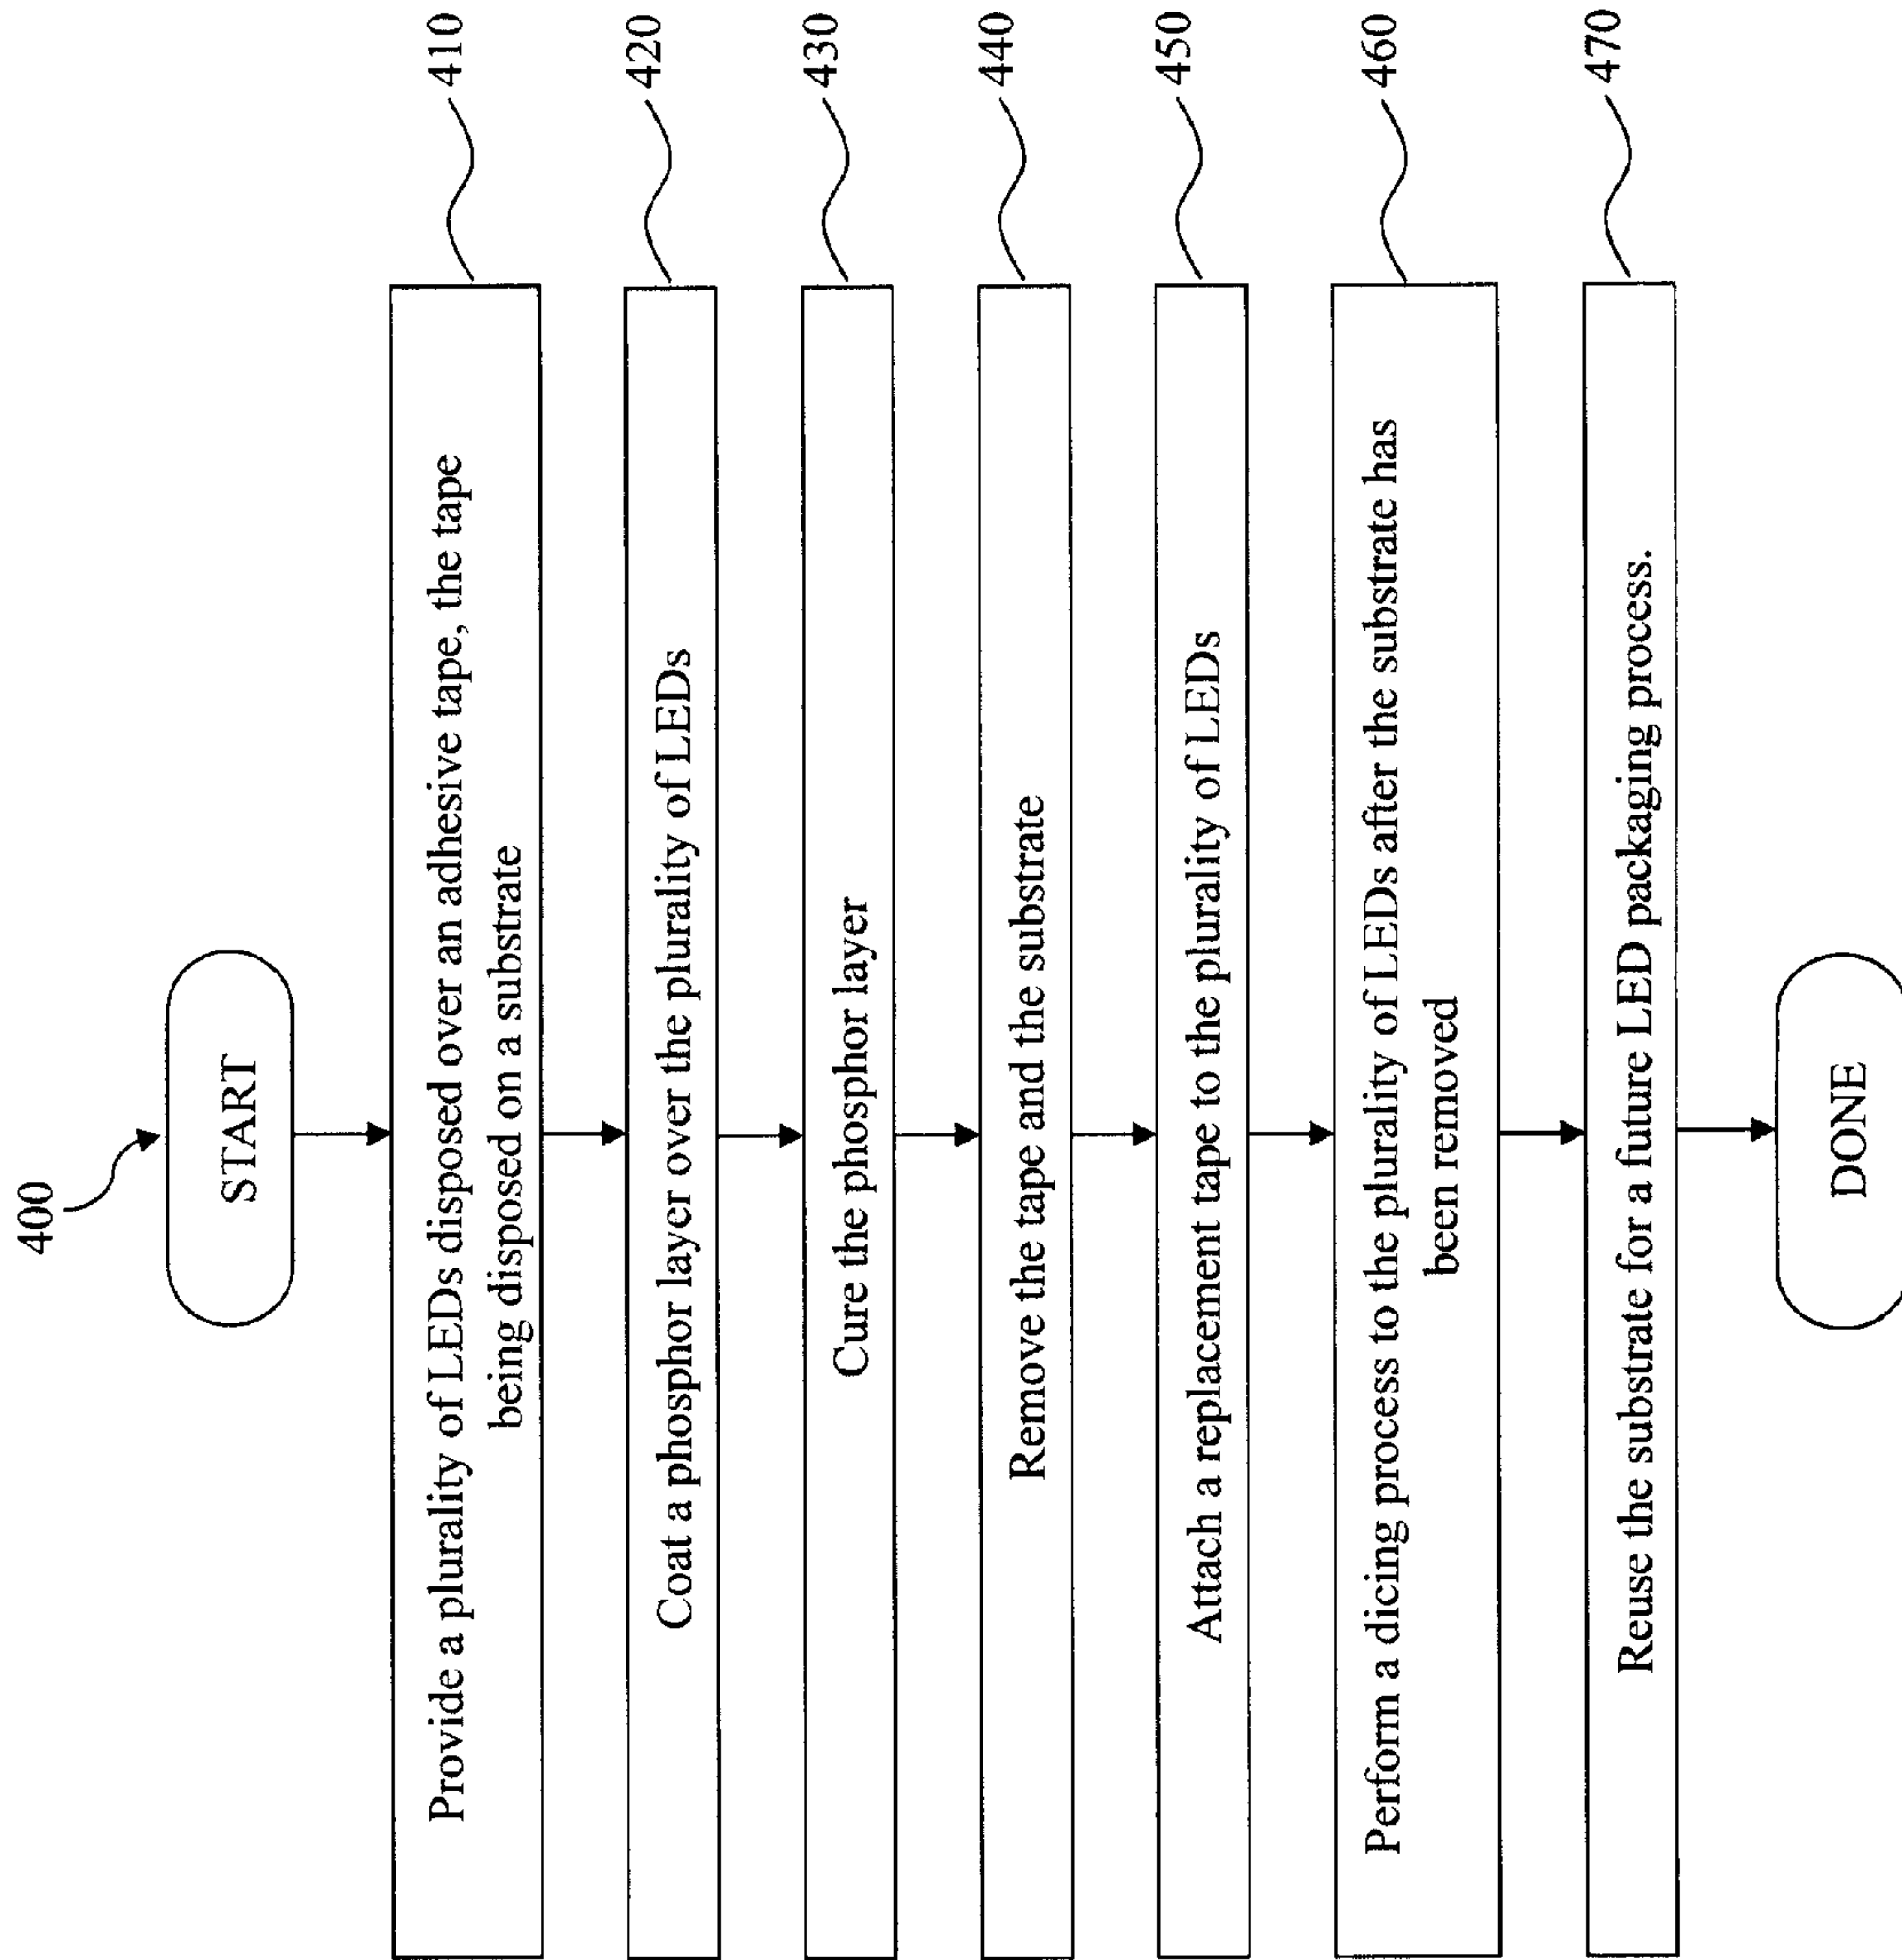 400
START
Provide a plurality of LEDs disposed over an adhesive tape, the tape
being disposed on a substrate
410
Coat a phosphor layer over the plurality of LEDs
420
Cure the phosphor layer
430
Remove the tape and the substrate
440
Attach a replacement tape to the plurality of LEDs
450
Perform a dicing process to the plurality of LEDs after the substrate has
been removed
460
Reuse the substrate for a future LED packaging process.
470
DONE